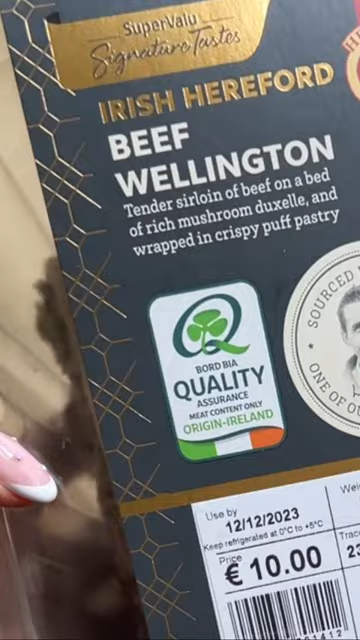 SuperValu
Signature Tastes
IRISH HEREFORD
BEEF
WELLINGTON
Tender sirloin of beef on a bed
of rich mushroom duxelle, and
wrapped in crispy puff pastry
BORD BIA
QUALITY
ASSURANCE
MEAT CONTENT ONLY
ORIGIN-IRELAND
SOURCED
ONE OF
Use by
12/12/2023
Keep refrigerated at 0°C to +5°C
Price
€ 10.00